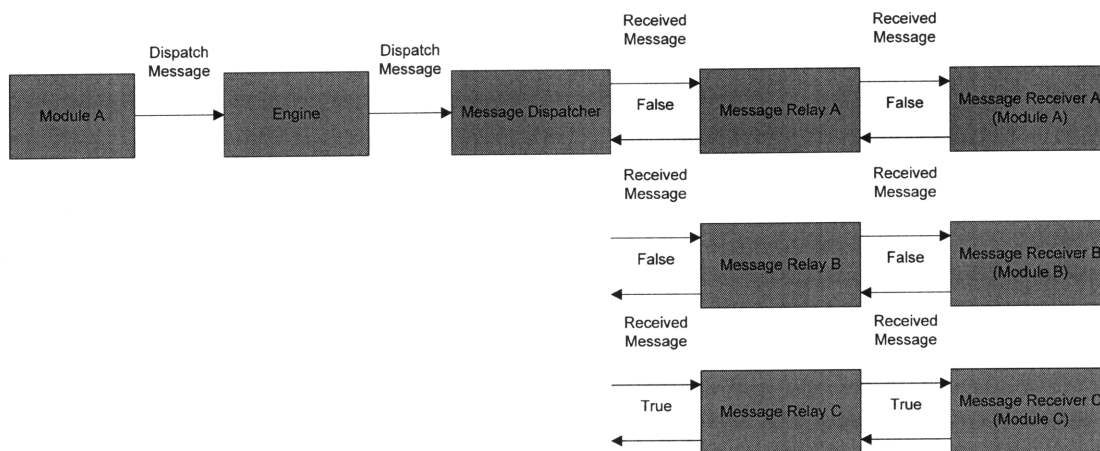 Received
Message
Received
Message
Dispatch
Message
Dispatch
Message
Module A
Engine
Message Dispatcher
False
Message Relay A
False
Message Receiver A
(Module A)
Received
Message
Received
Message
False
Message Relay B
False
Message Receiver B
(Module B)
Received
Message
Received
Message
True
Message Relay C
True
Message Receiver C
(Module C)